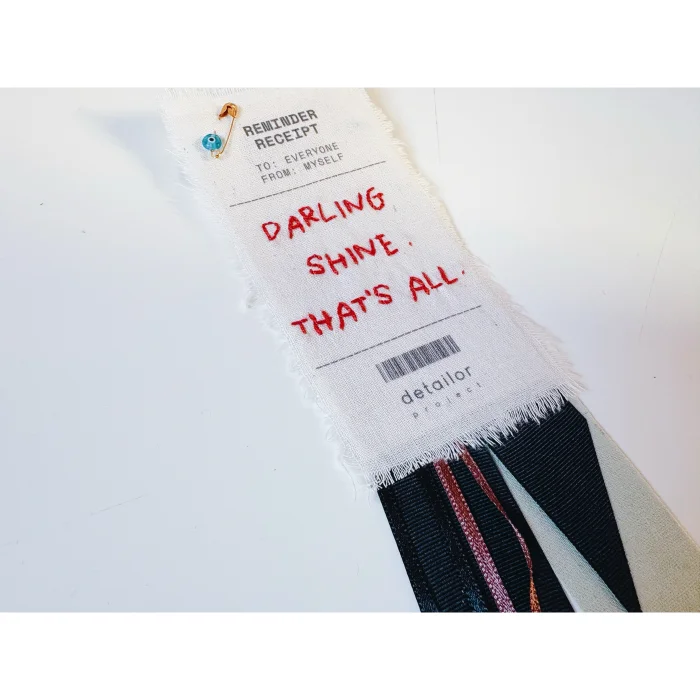 REMINDER
RECEIPT
TO: EVERYONE
FROM: MYSELF
DARLING
SHINE.
THAT'S ALL.
detailor
project